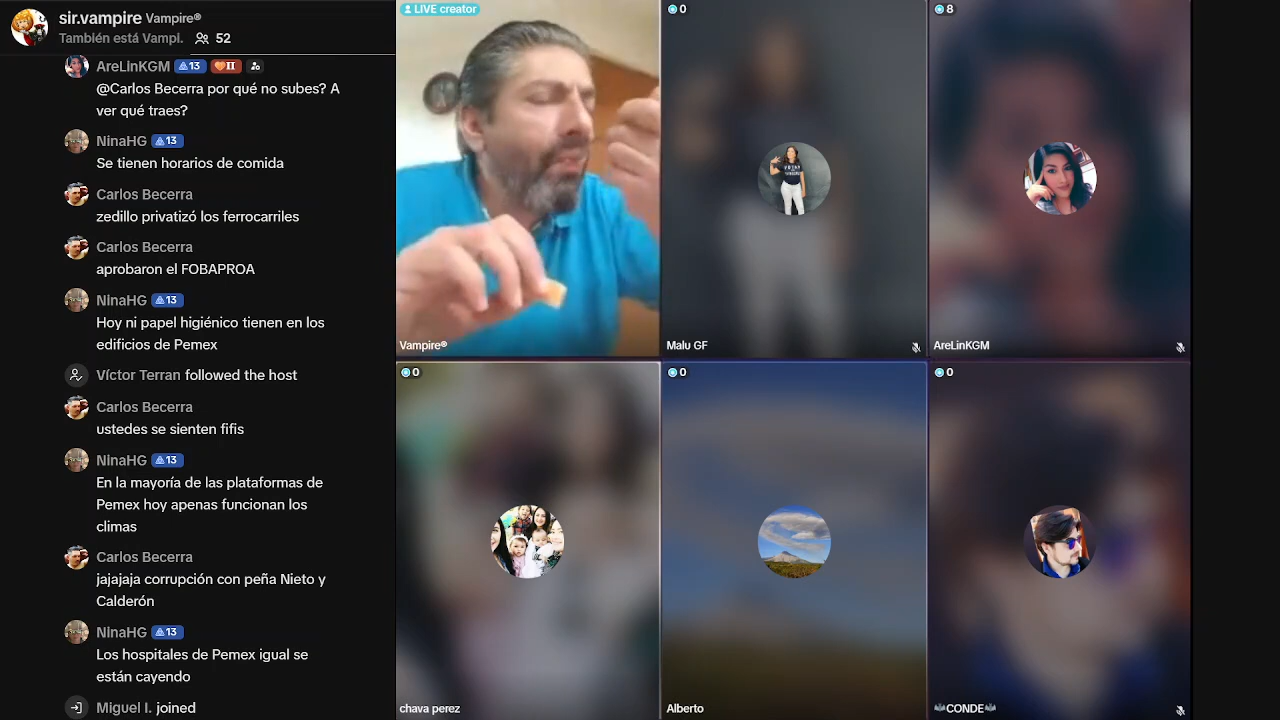 sir.vampire Vampire®
También está Vampi. 52
AreLinKGM 13 II
@Carlos Becerra por qué no subes? A
ver qué traes?
NinaHG 13
Se tienen horarios de comida
Carlos Becerra
zedillo privatizó los ferrocarriles
Carlos Becerra
aprobaron el FOBAPROA
NinaHG 13
Hoy ni papel higiénico tienen en los
edificios de Pemex
Víctor Terran followed the host
Carlos Becerra
ustedes se sienten fifis
NinaHG 13
En la mayoría de las plataformas de
Pemex hoy apenas funcionan los
climas
Carlos Becerra
jajajaja corrupción con peña Nieto y
Calderón
NinaHG 13
Los hospitales de Pemex igual se
están cayendo
Miguel I. joined
LIVE creator
Vampire®
0
Malu GF
8
AreLinKGM
0
chava perez
0
Alberto
0
🦇CONDE🦇